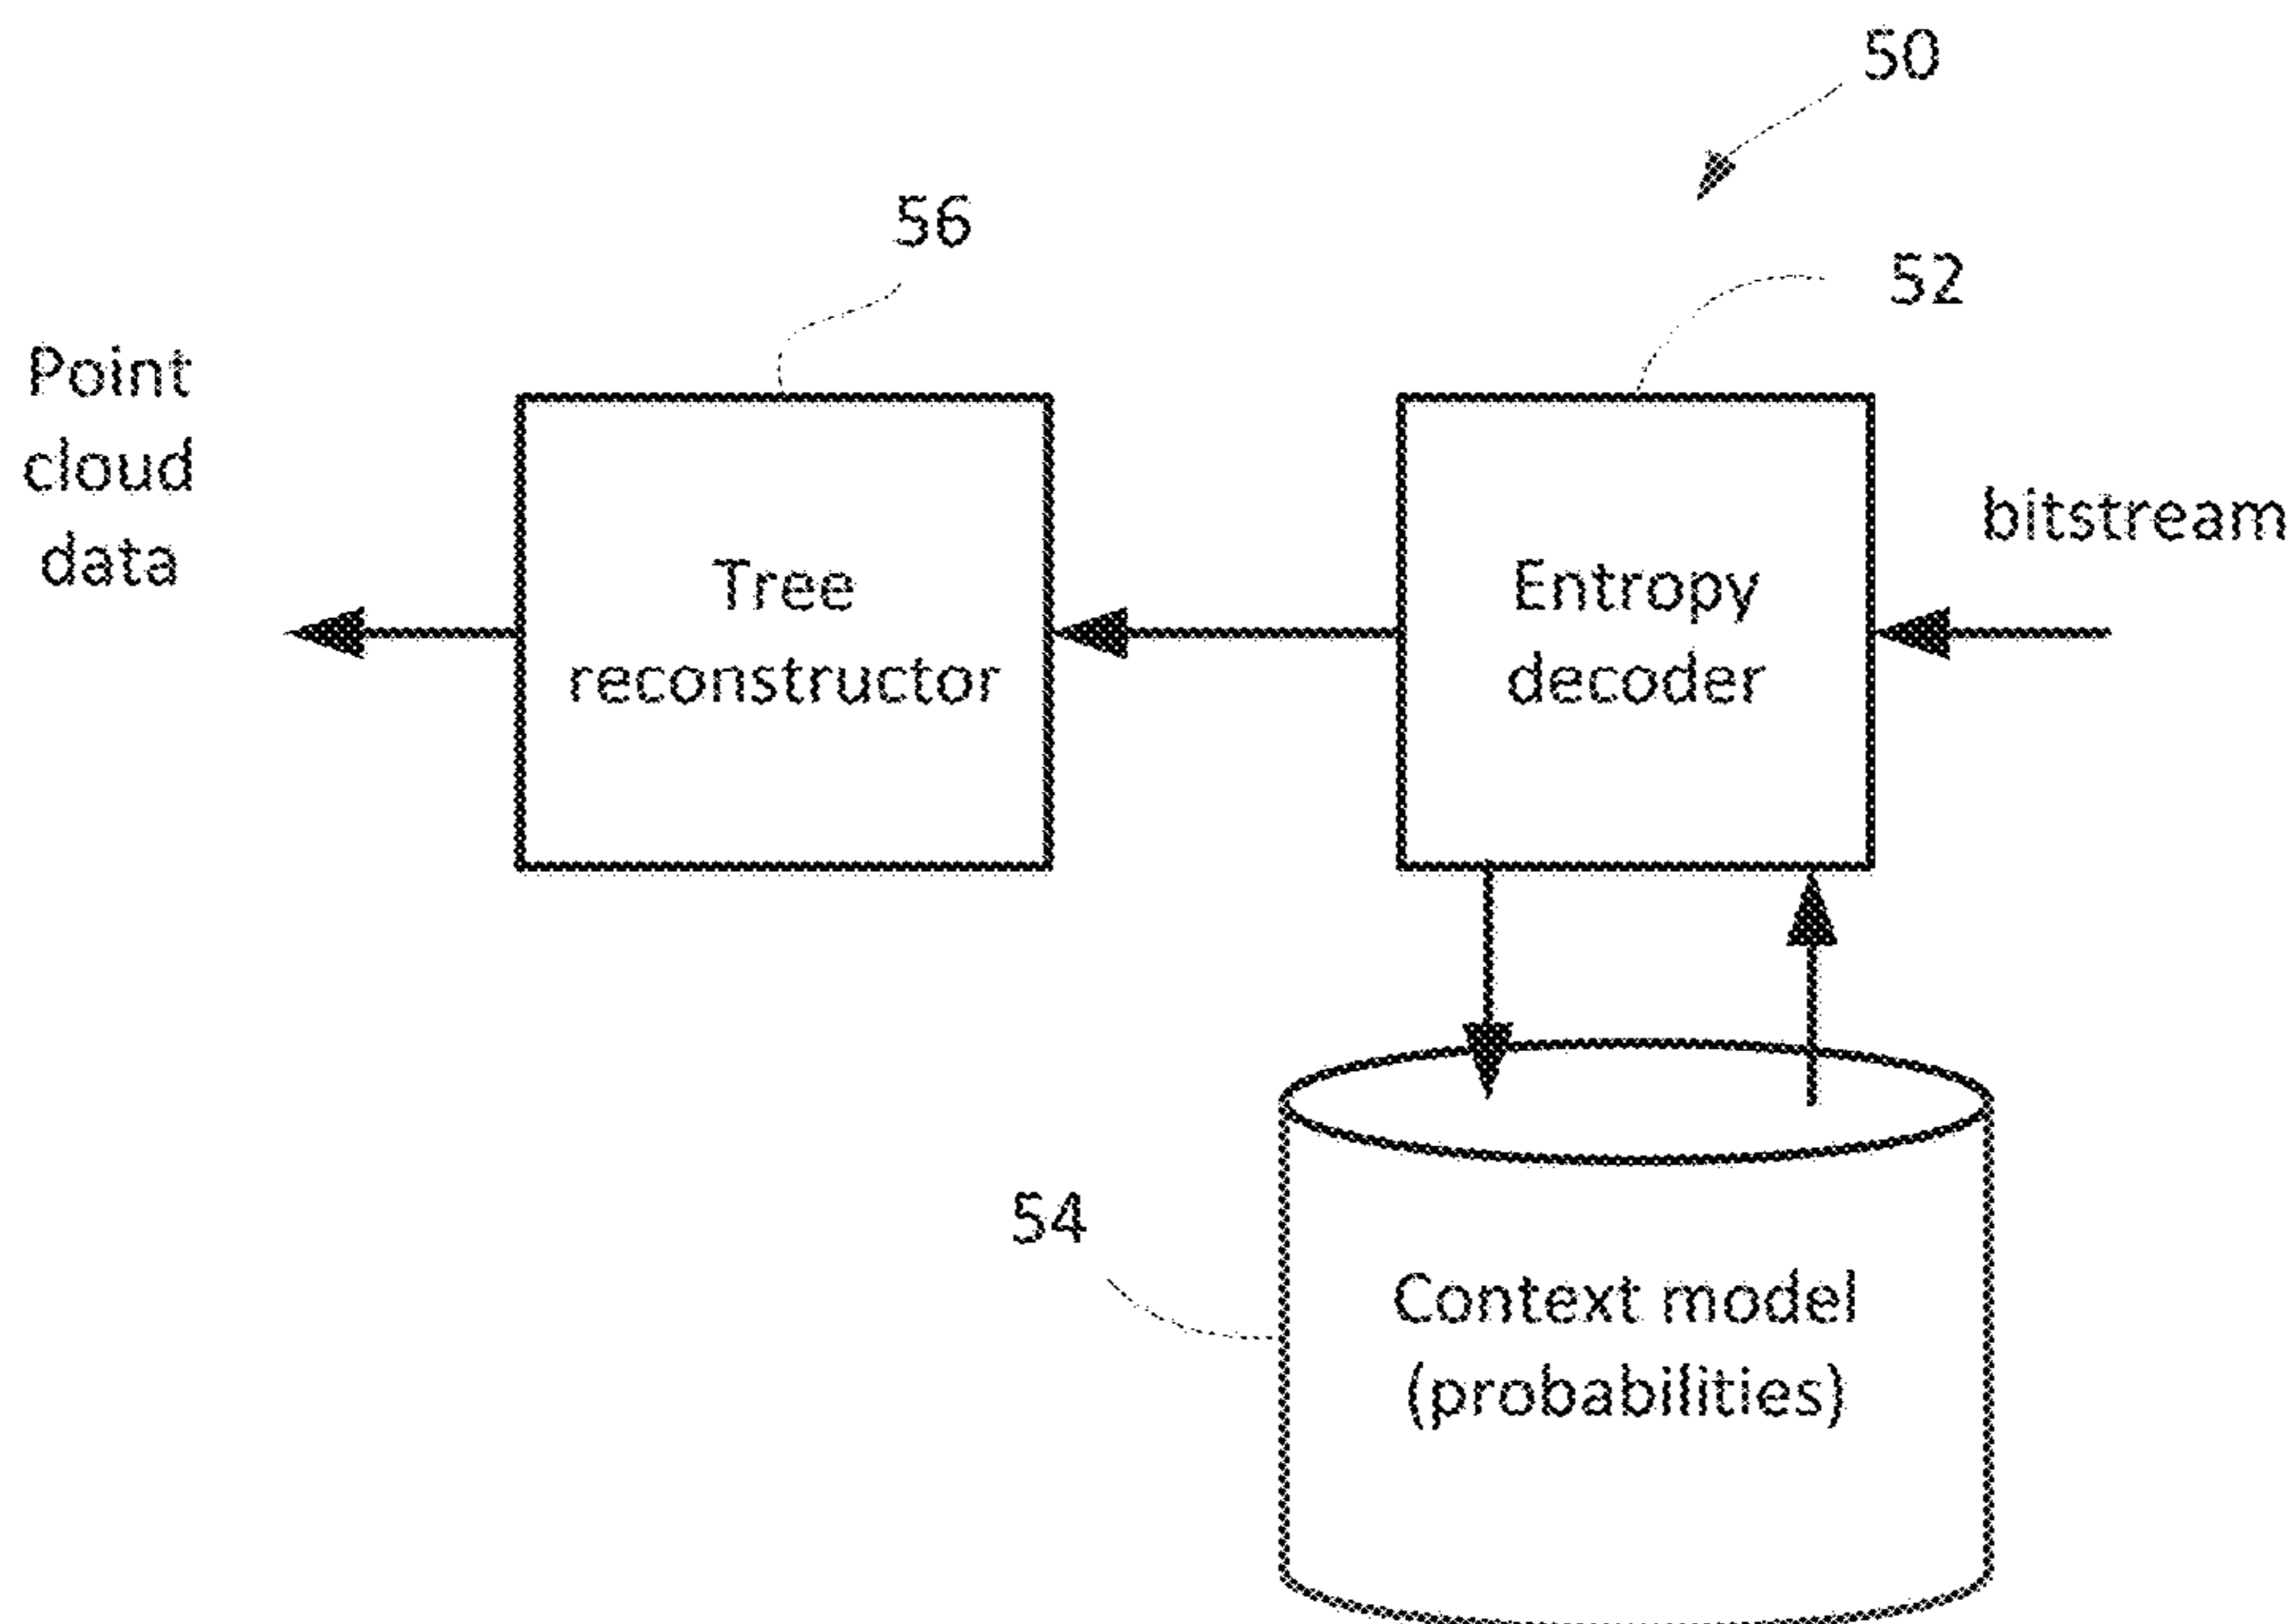 50
56
52
Point
cloud
data
bitstream
Tree
reconstructor
Entropy
decoder
54
Context model
(probabilities)